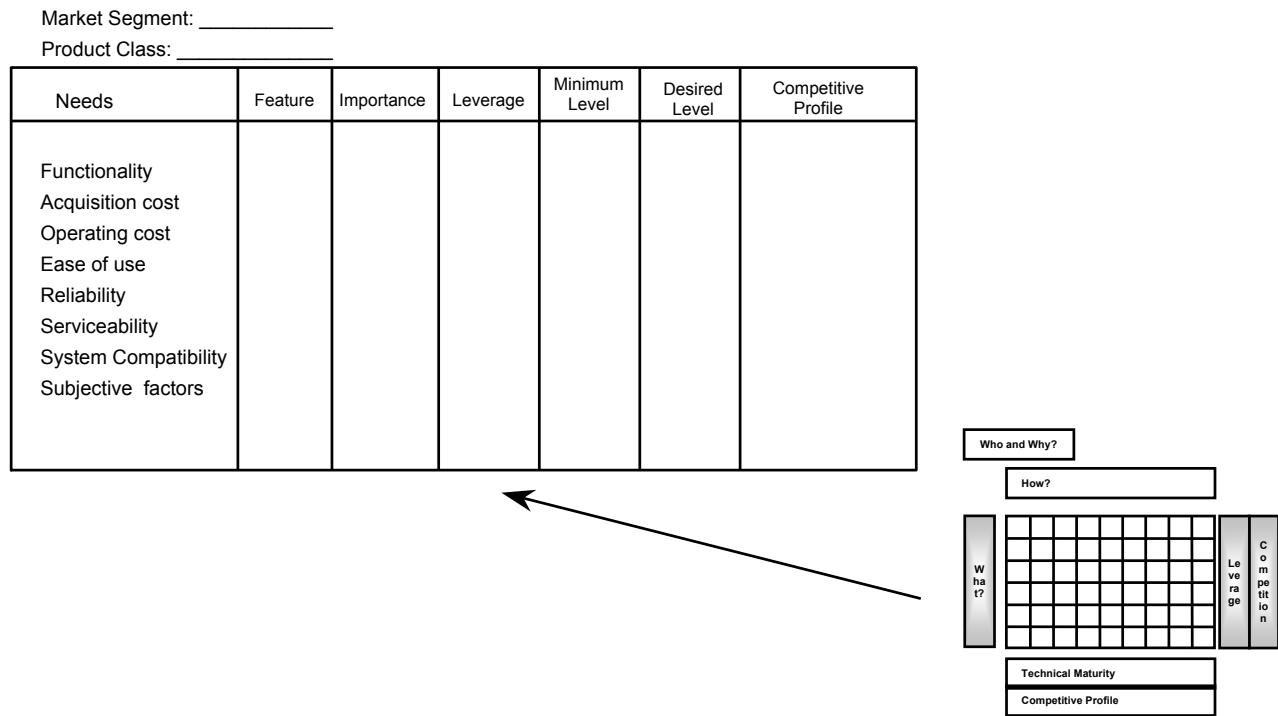 Market Segment: ____________
Product Class: ______________
Needs
Feature
Importance
Leverage
Minimum
Level
Desired
Level
Competitive
Profile
Functionality
Acquisition cost
Operating cost
Ease of use
Reliability
Serviceability
System Compatibility
Subjective factors
Who and Why?
How?
W
ha
t?
Le
ve
ra
ge
C
o
m
pe
tit
io
n
Technical Maturity
Competitive Profile